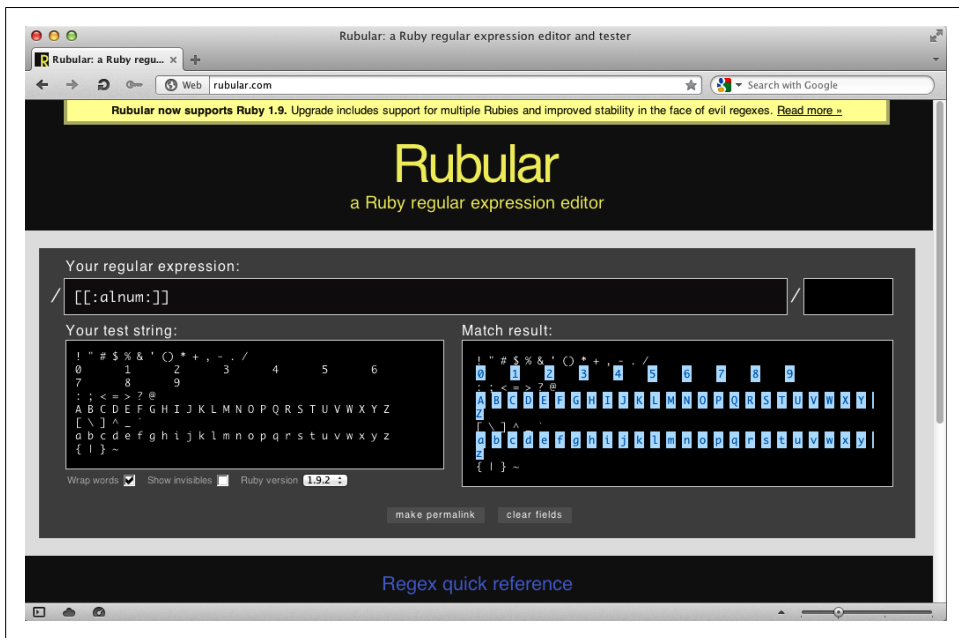 Rubular: a Ruby regular expression editor and tester
Rubular: a Ruby regu... ×
Web rubular.com
Search with Google
Rubular now supports Ruby 1.9. Upgrade includes support for multiple Rubies and improved stability in the face of evil regexes. Read more »
Rubular
a Ruby regular expression editor
Your regular expression:
/ [[:alnum:]] /
Your test string:
! " # $ % & ' ( ) * + , - . /
0 1 2 3 4 5 6
7 8 9
: ; < = > ? @
A B C D E F G H I J K L M N O P Q R S T U V W X Y Z
[ \ ] ^ _ `
a b c d e f g h i j k l m n o p q r s t u v w x y z
{ | } ~
Match result:
! " # $ % & ' ( ) * + , - . /
0 1 2 3 4 5 6 7 8 9
: ; < = > ? @
A B C D E F G H I J K L M N O P Q R S T U V W X Y
Z
[ \ ] ^ _ `
a b c d e f g h i j k l m n o p q r s t u v w x y
z
{ | } ~
Wrap words Show invisibles Ruby version 1.9.2
make permalink clear fields
Regex quick reference